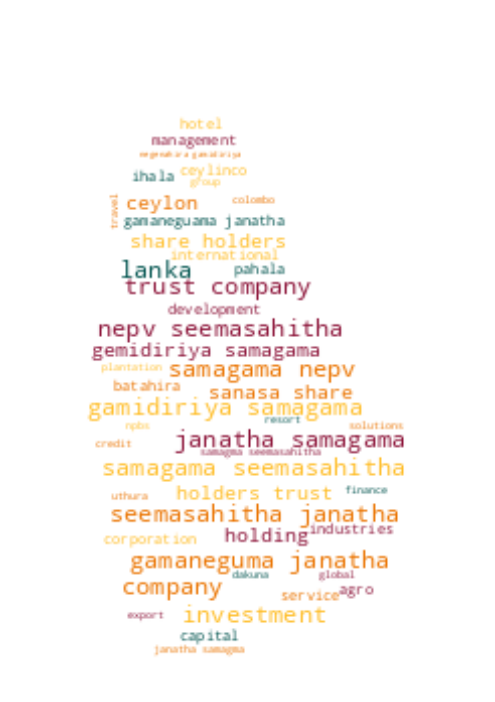 hotel
management
negenahira gamidiriya
ihala ceylinco
group
travel ceylon colombo
gamaneguama janatha
share holders
international
lanka pahala
trust company
development
nepv seemasahitha
gemidiriya samagama
plantation samagama nepv
batahira sanasa share
gamidiriya samagama
resort
npbs solutions
credit janatha samagama
samagma seemasahitha
samagama seemasahitha
uthura holders trust finance
seemasahitha janatha
corporation holding industries
gamaneguma janatha
dakuna global
company service agro
export investment
capital
janatha samagma